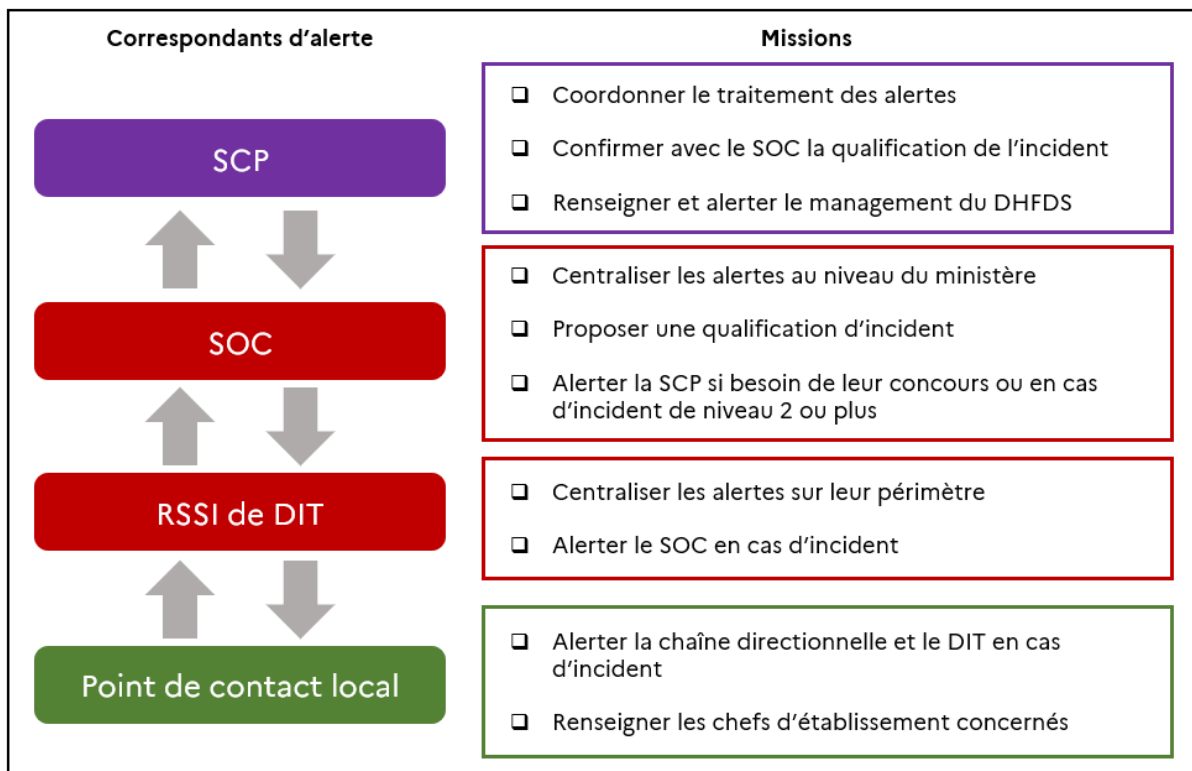 Correspondants d'alerte
Missions
SCP
❑ Coordonner le traitement des alertes
❑ Confirmer avec le SOC la qualification de l'incident
❑ Renseigner et alerter le management du DHFDS
SOC
❑ Centraliser les alertes au niveau du ministère
❑ Proposer une qualification d'incident
❑ Alerter la SCP si besoin de leur concours ou en cas
d'incident de niveau 2 ou plus
RSSI de DIT
❑ Centraliser les alertes sur leur périmètre
❑ Alerter le SOC en cas d'incident
Point de contact local
❑ Alerter la chaîne directionnelle et le DIT en cas
d'incident
❑ Renseigner les chefs d'établissement concernés